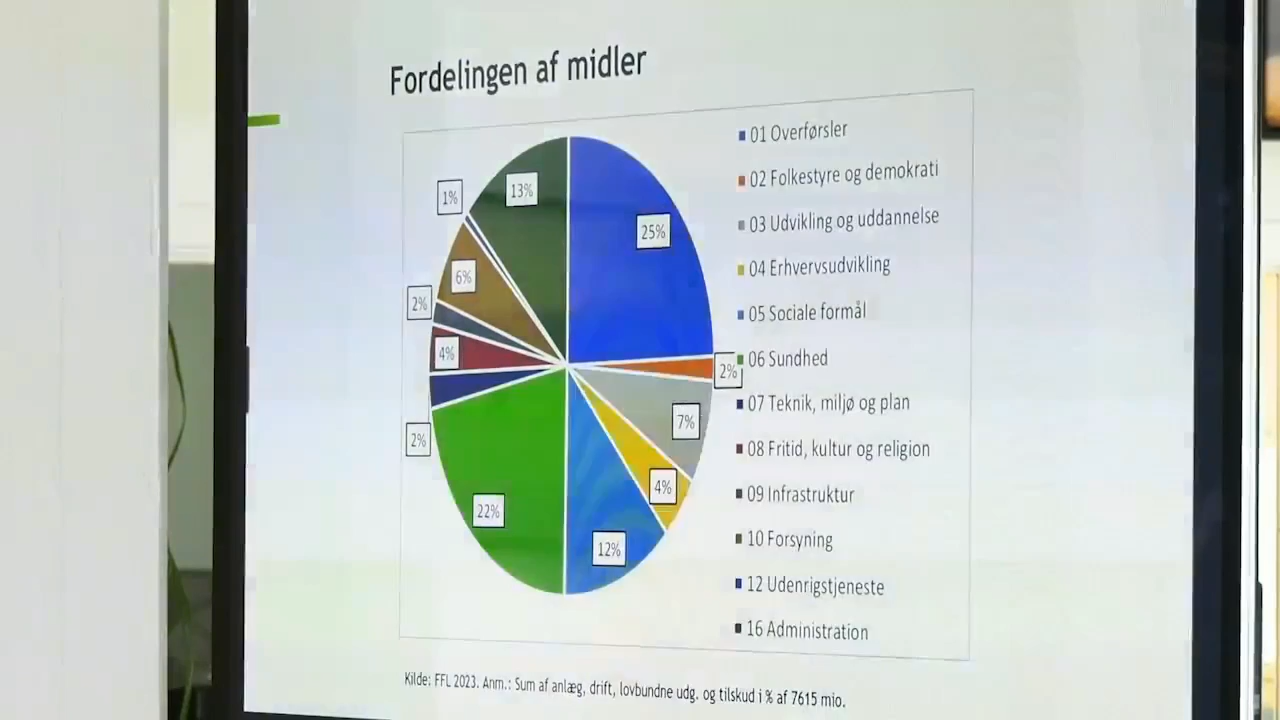 Fordelingen af midler
1%
13%
25%
6%
2%
4%
2%
7%
2%
4%
22%
12%
01 Overførsler
02 Folkestyre og demokrati
03 Udvikling og uddannelse
04 Erhvervsudvikling
05 Sociale formål
06 Sundhed
07 Teknik, miljø og plan
08 Fritid, kultur og religion
09 Infrastruktur
10 Forsyning
12 Udenrigstjeneste
16 Administration
Kilde: FFL 2023. Anm.: Sum af anlæg, drift, lovbundne udg. og tilskud i % af 7615 mio.